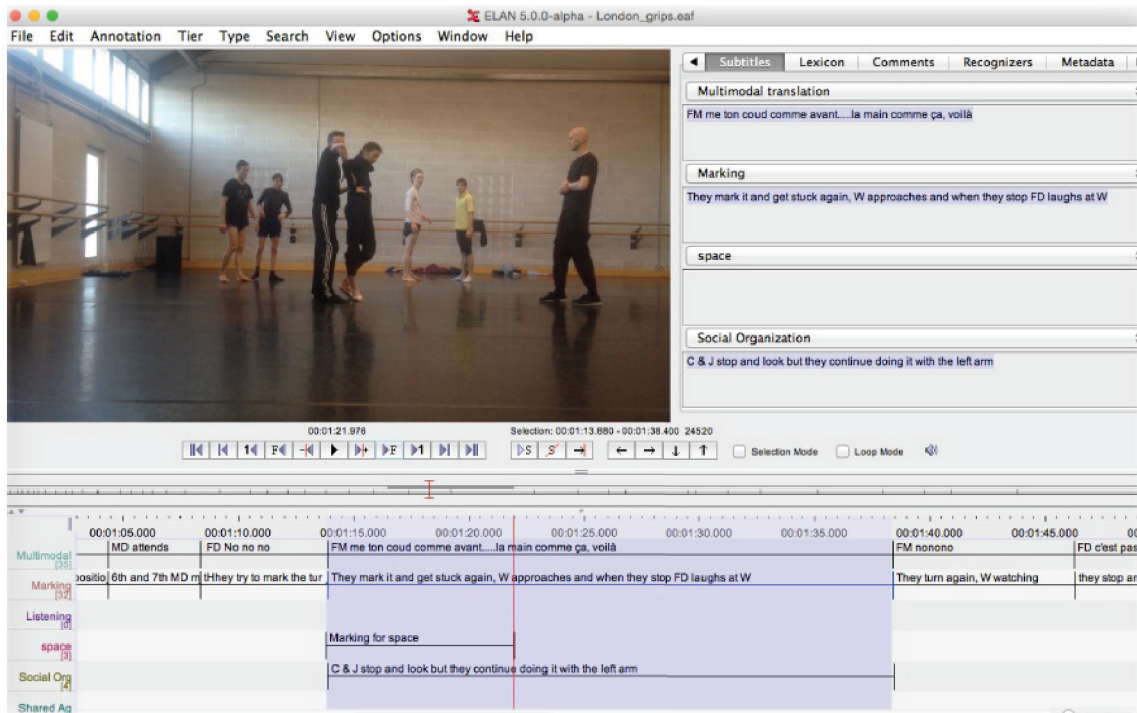 ELAN 5.0.0-alpha - London_grips.eaf
File Edit Annotation Tier Type Search View Options Window Help
Subtitles Lexicon Comments Recognizers Metadata
Multimodal translation
FM me ton coud comme avant.....la main comme ça, voilà
Marking
They mark it and get stuck again, W approaches and when they stop FD laughs at W
space
Social Organization
C & J stop and look but they continue doing it with the left arm
00:01:21.976
Selection: 00:01:13.880 - 00:01:38.400 24520
Selection Mode Loop Mode
00:01:05.000 00:01:10.000 00:01:15.000 00:01:20.000 00:01:25.000 00:01:30.000 00:01:35.000 00:01:40.000 00:01:45.000
Multimodal MD attends FD No no no FM me ton coud comme avant.....la main comme ça, voilà FM nonono FD c'est pas
[35]
Marking positio 6th and 7th MD m tHhey try to mark the tur They mark it and get stuck again, W approaches and when they stop FD laughs at W They turn again, W watching they stop an
[32]
Listening
[0]
space Marking for space
[3]
Social Org C & J stop and look but they continue doing it with the left arm
[4]
Shared Ag